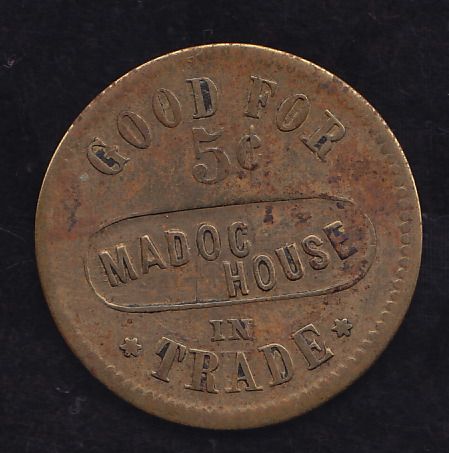 GOOD FOR
5¢
MADOC
HOUSE
IN
* TRADE *